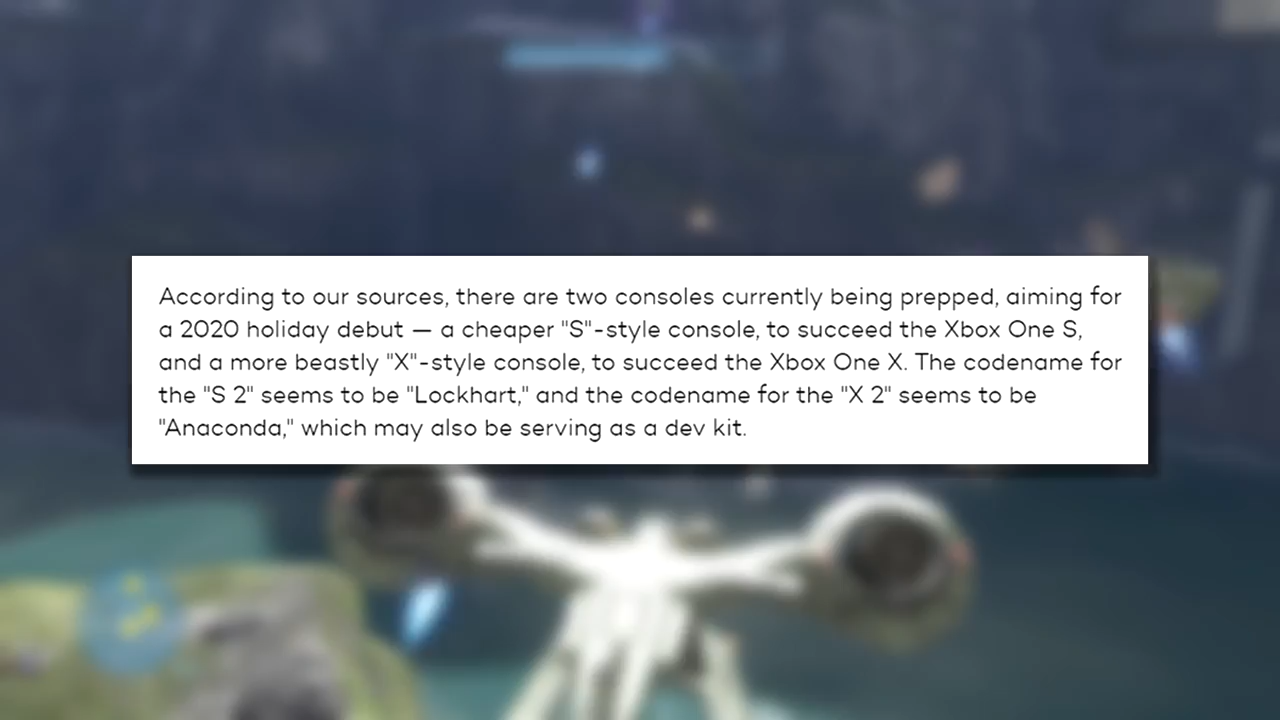 According to our sources, there are two consoles currently being prepped, aiming for
a 2020 holiday debut — a cheaper "S"-style console, to succeed the Xbox One S,
and a more beastly "X"-style console, to succeed the Xbox One X. The codename for
the "S 2" seems to be "Lockhart," and the codename for the "X 2" seems to be
"Anaconda," which may also be serving as a dev kit.